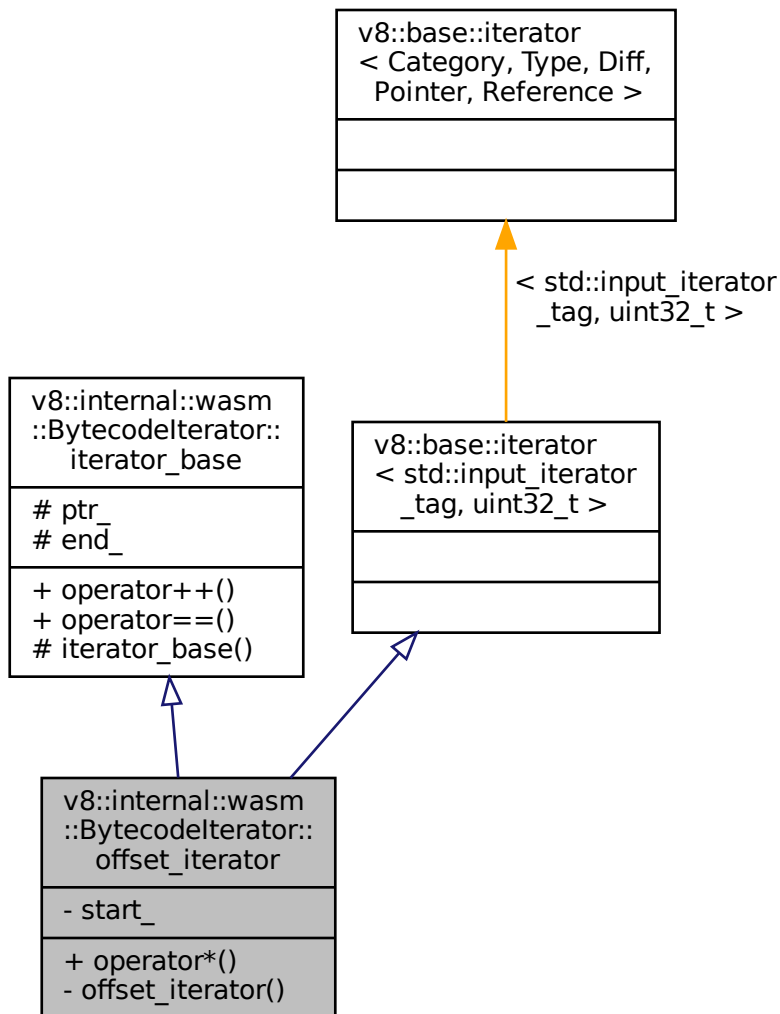 v8::base::iterator
< Category, Type, Diff,
Pointer, Reference >
< std::input_iterator
_tag, uint32_t >
v8::internal::wasm
::BytecodeIterator::
iterator_base
# ptr_
# end_
+ operator++()
+ operator==()
# iterator_base()
v8::base::iterator
< std::input_iterator
_tag, uint32_t >
v8::internal::wasm
::BytecodeIterator::
offset_iterator
- start_
+ operator*()
- offset_iterator()